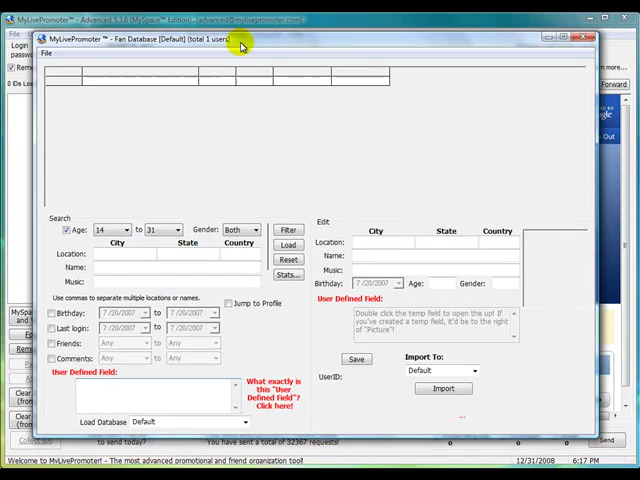 MyLivePromoter™ - Advanced 5.3.6 (MySpace™ Edition) - [advanced@mylivepromoter.com]
MyLivePromoter™ - Fan Database [Default] (total 1 users)
File
Login
passwo
Rem
n more...
0 IDs Loa
Forward
Out
Search
Age: 14 to 31 Gender: Both
Filter
City State Country
Load
Location:
Reset
Name:
Stats...
Music:
Use commas to separate multiple locations or names.
Jump to Profile
Birthday: 7 /20/2007 to 7 /20/2007
Last login: 7 /20/2007 to 7 /20/2007
Friends: Any to Any
Comments: Any to Any
User Defined Field:
What exactly is
this "User
Defined Field"?
Click here!
Load Database Default
Edit
City State Country
Location:
Name:
Music:
Birthday: 7 /20/2007 Age: Gender:
User Defined Field:
Double click the temp field to open this up! If
you've created a temp field, it'd be to the right
of "Picture"!
Save
Import To:
Default
UserID:
Import
...
MySp
and V
Clear
(from
Clear
(from
Collect
to send today?
You have sent a total of 32367 requests!
0 0 0
Send
Welcome to MyLivePromoter! - The most advanced promotional and friend organization tool!
12/31/2008
6:17 PM